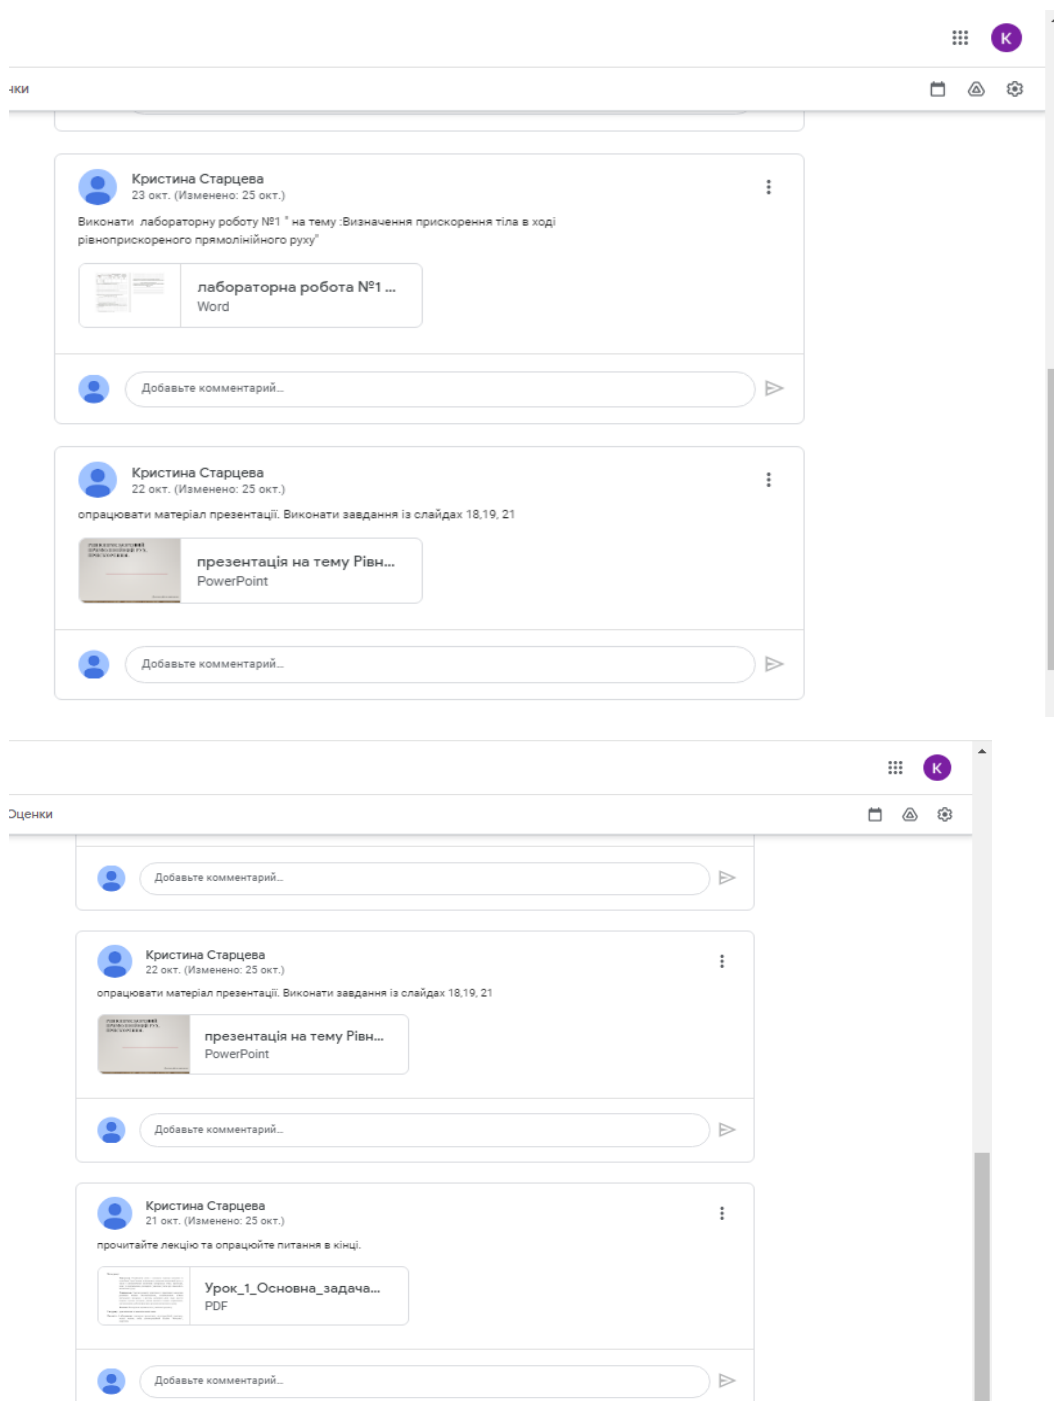 K
нки
Кристина Старцева
23 окт. (Изменено: 25 окт.)
Виконати лабораторну роботу №1 " на тему :Визначення прискорення тіла в ході
рівноприскореного прямолінійного руху"
лабораторна робота №1 ...
Word
Добавьте комментарий...
Кристина Старцева
22 окт. (Изменено: 25 окт.)
опрацювати матеріал презентації. Виконати завдання із слайдах 18,19, 21
презентація на тему Рівн...
PowerPoint
Добавьте комментарий...
K
Оценки
Добавьте комментарий...
Кристина Старцева
22 окт. (Изменено: 25 окт.)
опрацювати матеріал презентації. Виконати завдання із слайдах 18,19, 21
презентація на тему Рівн...
PowerPoint
Добавьте комментарий...
Кристина Старцева
21 окт. (Изменено: 25 окт.)
прочитайте лекцію та опрацюйте питання в кінці.
Урок_1_Основна_задача...
PDF
Добавьте комментарий...